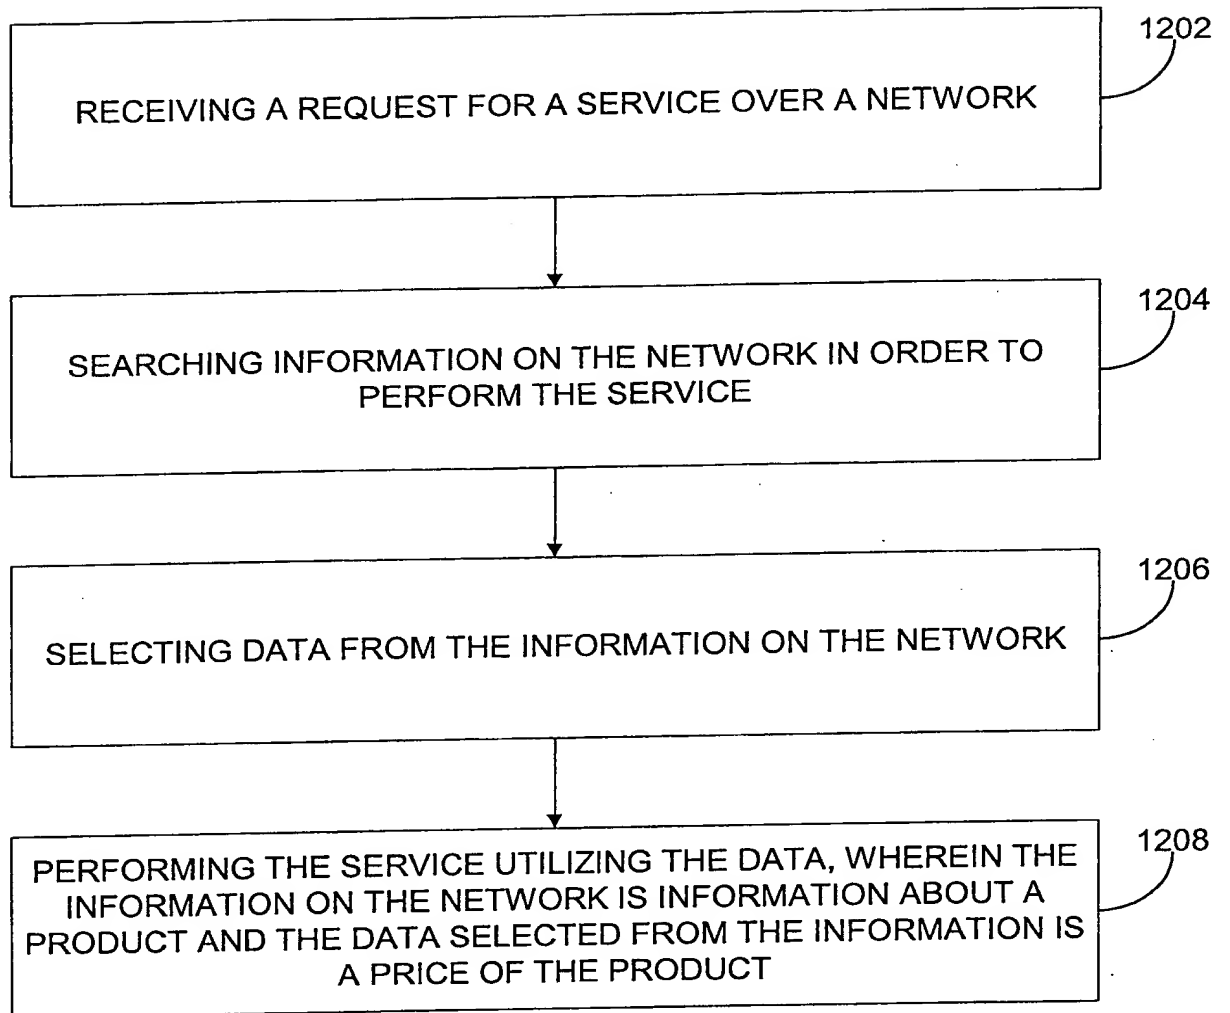 1202
RECEIVING A REQUEST FOR A SERVICE OVER A NETWORK
1204
SEARCHING INFORMATION ON THE NETWORK IN ORDER TO
PERFORM THE SERVICE
1206
SELECTING DATA FROM THE INFORMATION ON THE NETWORK
1208
PERFORMING THE SERVICE UTILIZING THE DATA, WHEREIN THE
INFORMATION ON THE NETWORK IS INFORMATION ABOUT A
PRODUCT AND THE DATA SELECTED FROM THE INFORMATION IS
A PRICE OF THE PRODUCT